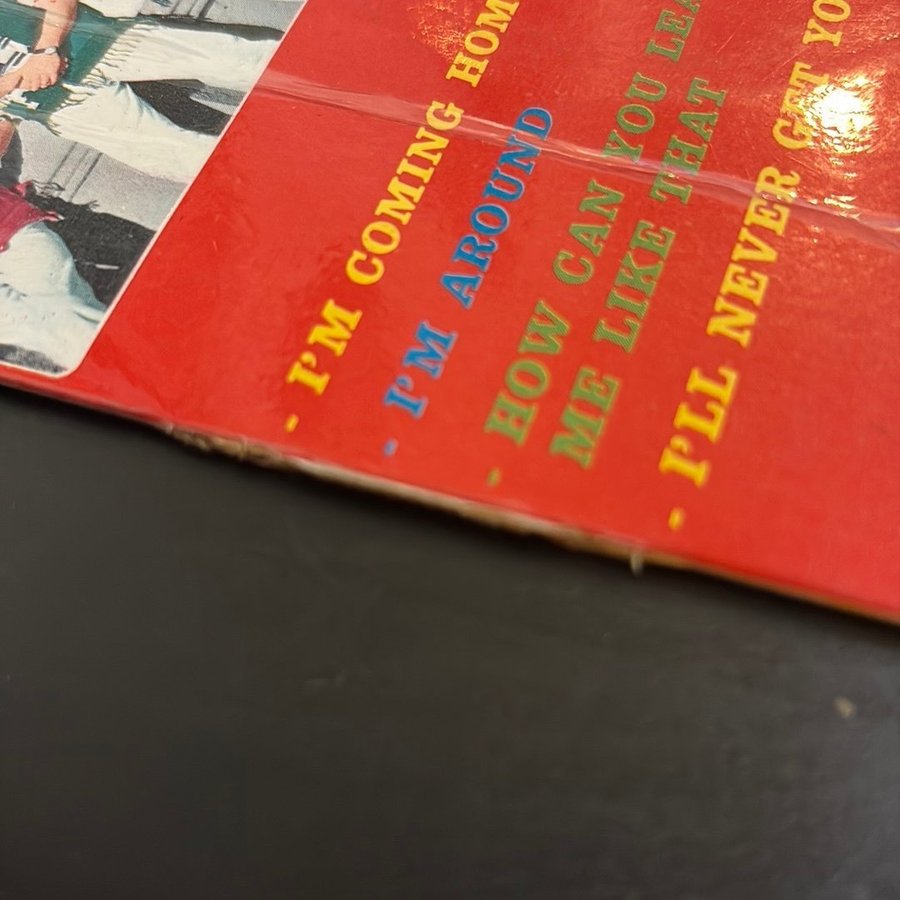 - I'M COMING HOM
- I'M AROUND
- HOW CAN YOU LEA
ME LIKE THAT
- I'LL NEVER GET YO